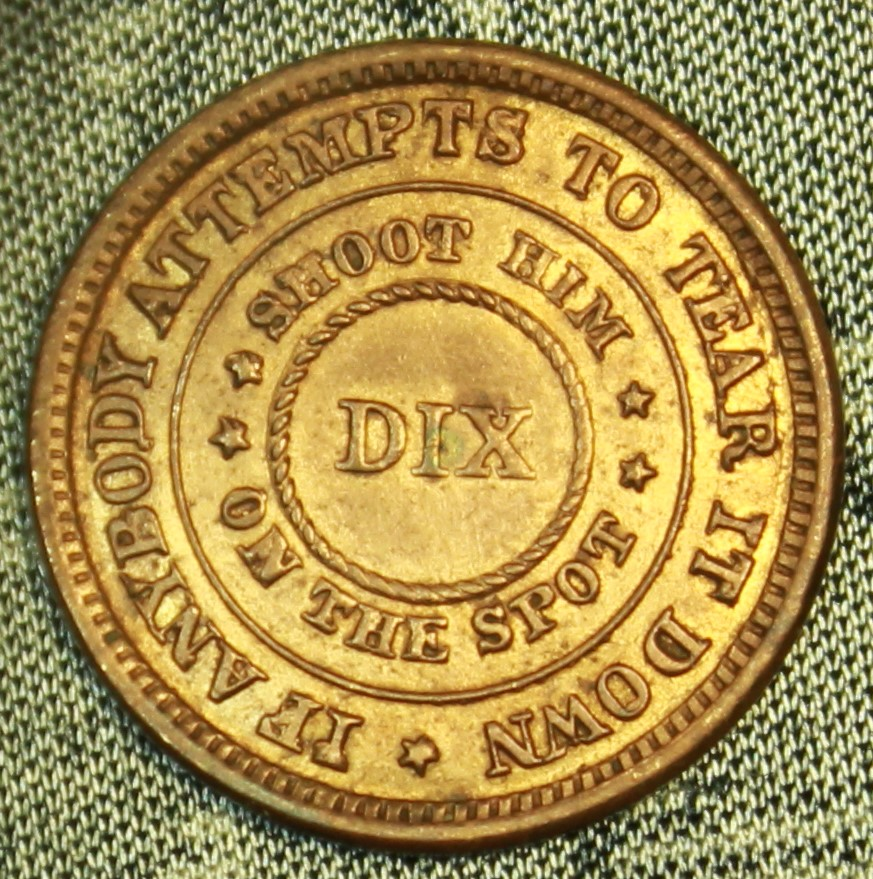 IF ANYBODY ATTEMPTS TO TEAR IT DOWN
SHOOT HIM
ON THE SPOT
DIX